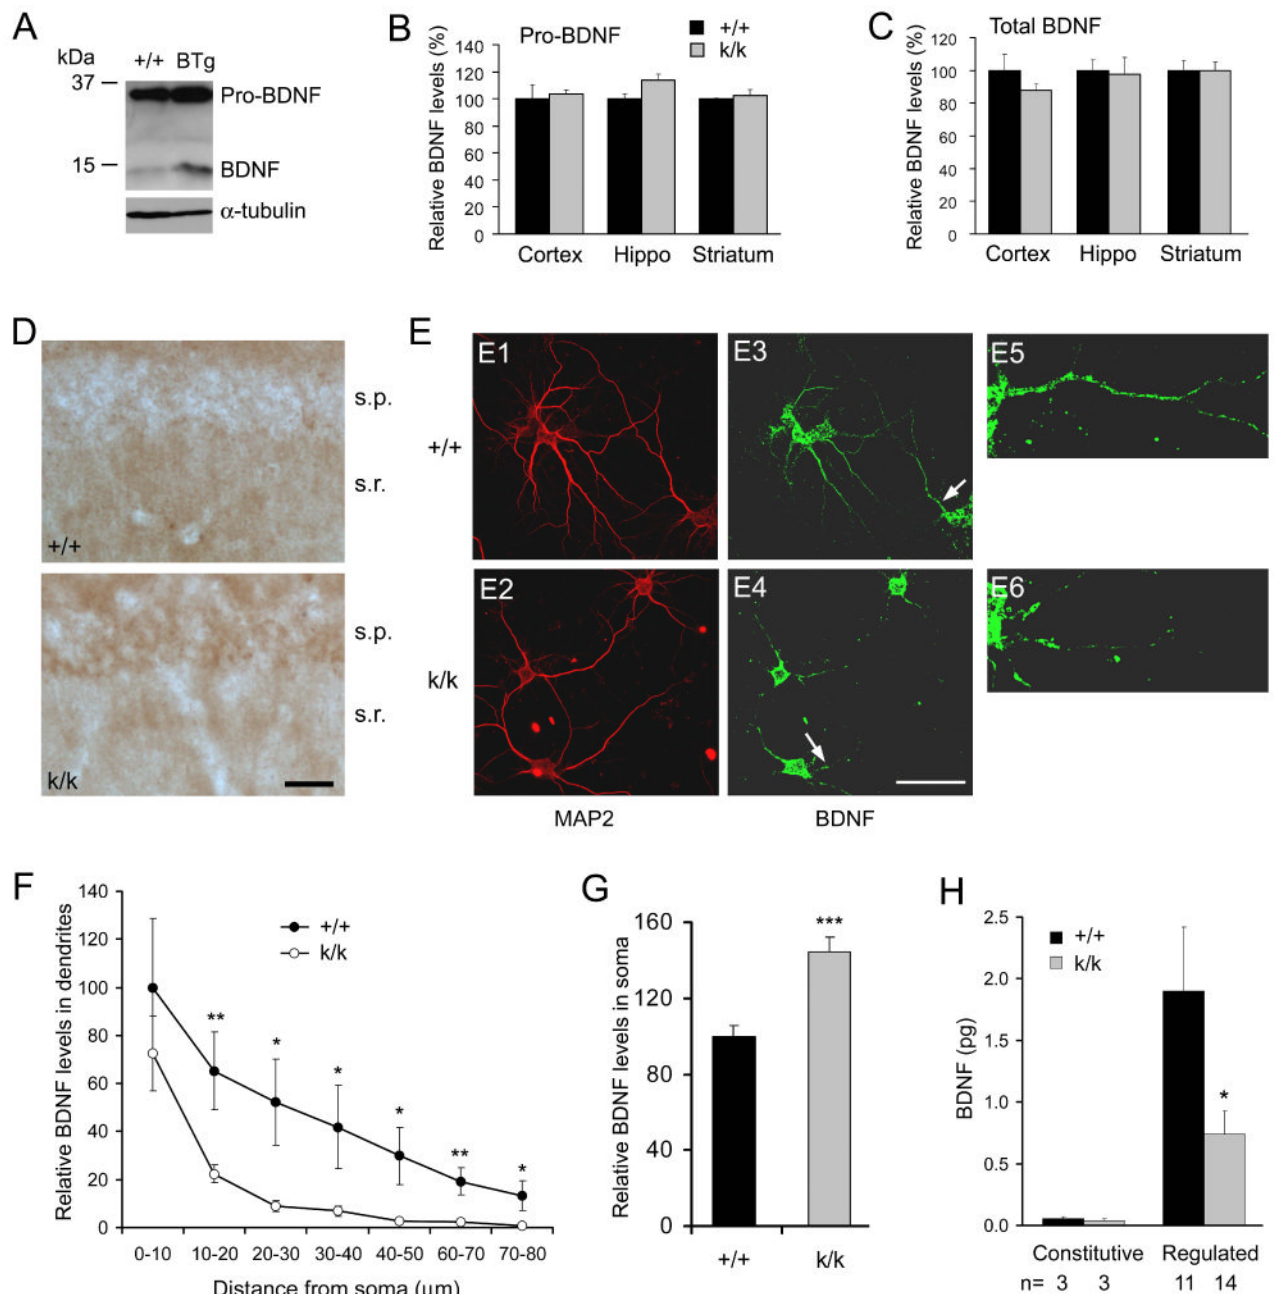 A
kDa
+/+ BTg
37
Pro-BDNF
15
BDNF
α-tubulin
B
Pro-BDNF
+/+
k/k
Relative BDNF levels (%)
140
120
100
80
60
40
20
0
Cortex Hippo Striatum
C
Total BDNF
Relative BDNF levels (%)
120
100
80
60
40
20
0
Cortex Hippo Striatum
D
s.p.
s.r.
+/+
s.p.
s.r.
k/k
E
E1 E3 E5
+/+
E2 E4 E6
k/k
MAP2 BDNF
F
Relative BDNF levels in dendrites
140
120
100
80
60
40
20
0
+/+
k/k
** * * * ** *
0-10 10-20 20-30 30-40 40-50 60-70 70-80
Distance from soma (μm)
G
Relative BDNF levels in soma
160
120
80
40
0
***
+/+ k/k
H
BDNF (pg)
2.5
2.0
1.5
1.0
0.5
0.0
+/+
k/k
*
Constitutive Regulated
n= 3 3 11 14